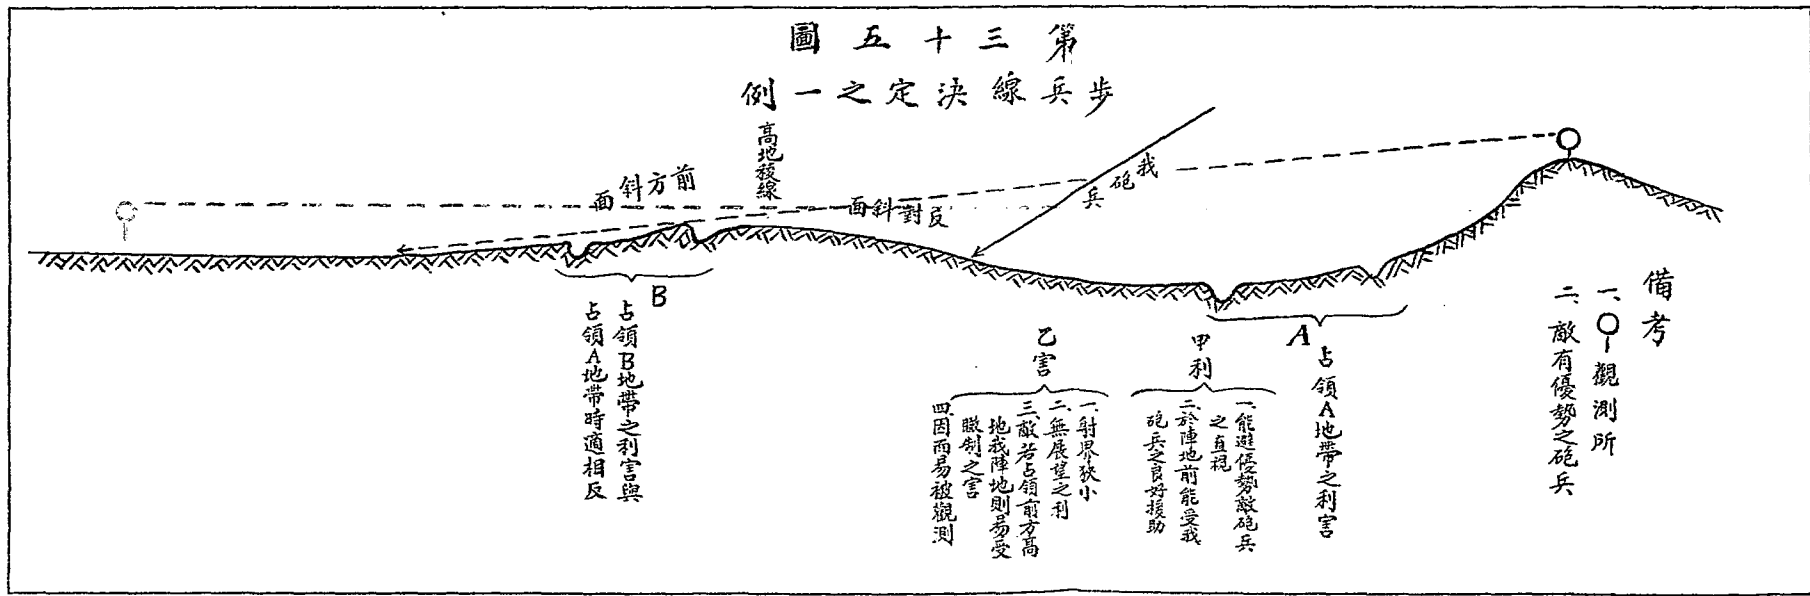 第三十五圖
步兵線決定之一例
備考
一、觀測所
二、敵有優勢之砲兵
我砲兵
反對斜面
高地稜線
前方斜面
A
占領A地帶之利害
甲利
一、能避優勢敵砲兵
之直視
二、於陣地前能受我
砲兵之良好援助
乙害
一、射界狹小
二、無展望之利
三、敵若占領前方高
地我陣地則易受
瞰制之害
四、因而易被觀測
B
占領B地帶之利害與
占領A地帶時適相反